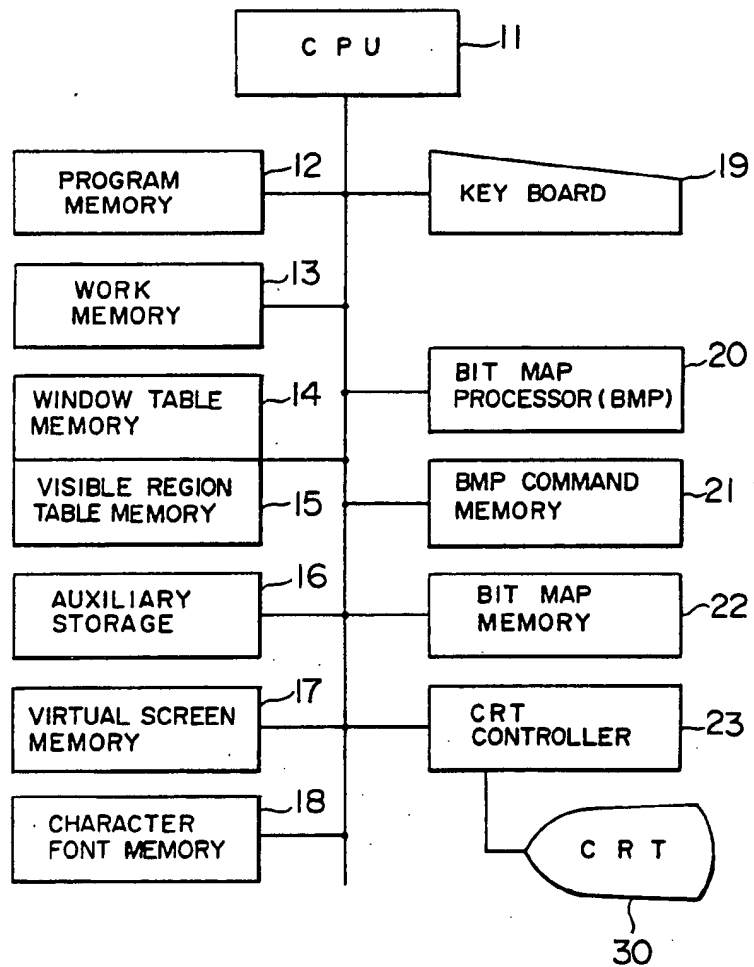 CPU
11
PROGRAM
MEMORY
12
KEY BOARD
19
WORK
MEMORY
13
WINDOW TABLE
MEMORY
14
VISIBLE REGION
TABLE MEMORY
15
BIT MAP
PROCESSOR (BMP)
20
BMP COMMAND
MEMORY
21
AUXILIARY
STORAGE
16
BIT MAP
MEMORY
22
VIRTUAL SCREEN
MEMORY
17
CRT
CONTROLLER
23
CHARACTER
FONT MEMORY
18
CRT
30